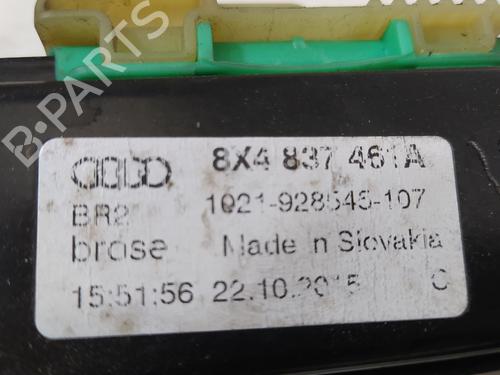 8X4 837 461A
BR2 1021-928545-107
brose Made in Slovakia
15:51:56 22.10.2015 C
B-PARTS